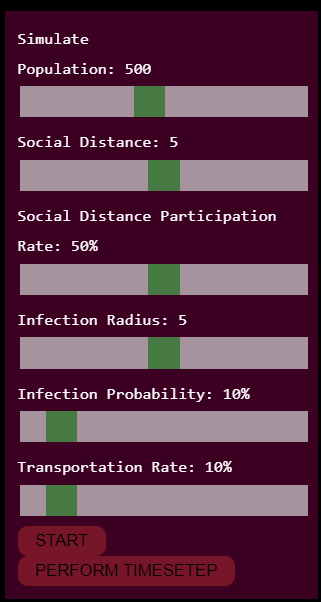 Simulate
Population: 500
Social Distance: 5
Social Distance Participation
Rate: 50%
Infection Radius: 5
Infection Probability: 10%
Transportation Rate: 10%
START
PERFORM TIMESETEP